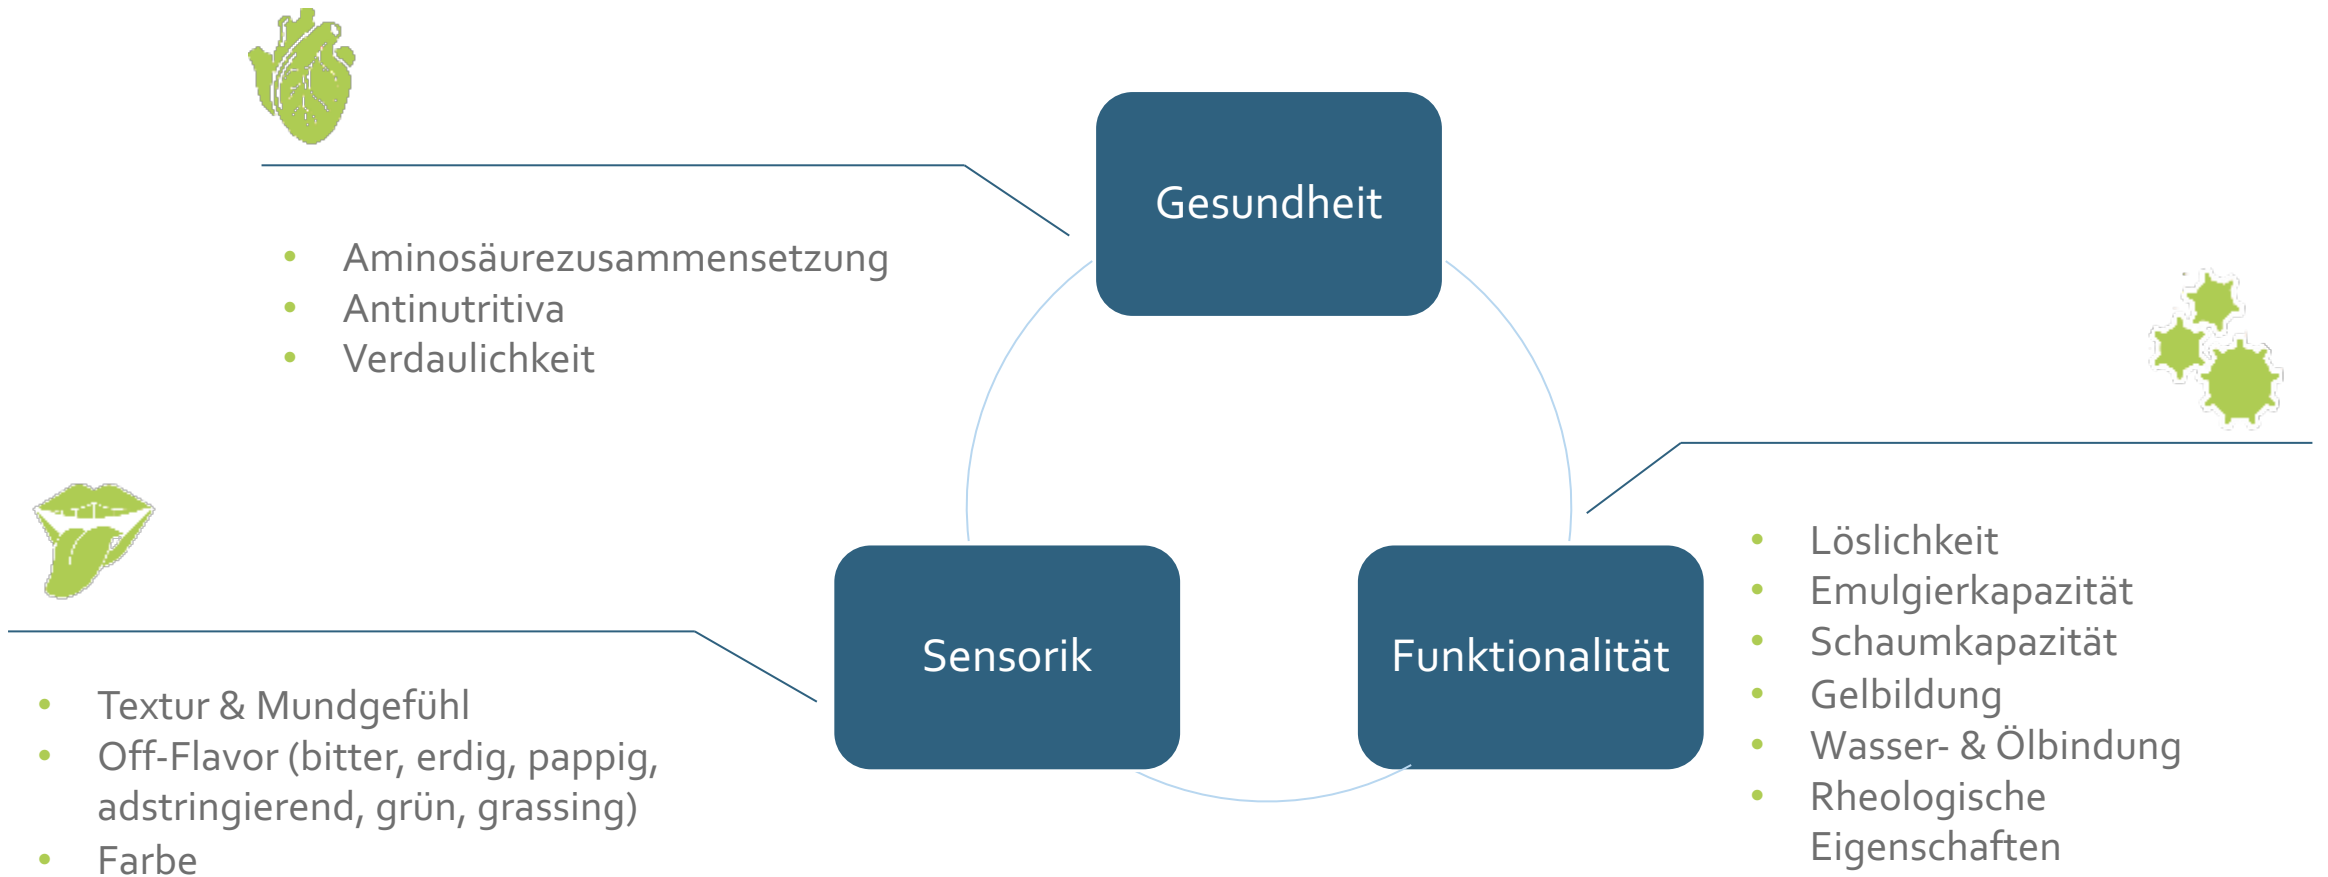 Gesundheit
Aminosäurezusammensetzung
Antinutritiva
Verdaulichkeit
Sensorik
Textur & Mundgefühl
Off-Flavor (bitter, erdig, pappig,
adstringierend, grün, grassing)
Farbe
Funktionalität
Löslichkeit
Emulgierkapazität
Schaumkapazität
Gelbildung
Wasser- & Ölbindung
Rheologische
Eigenschaften